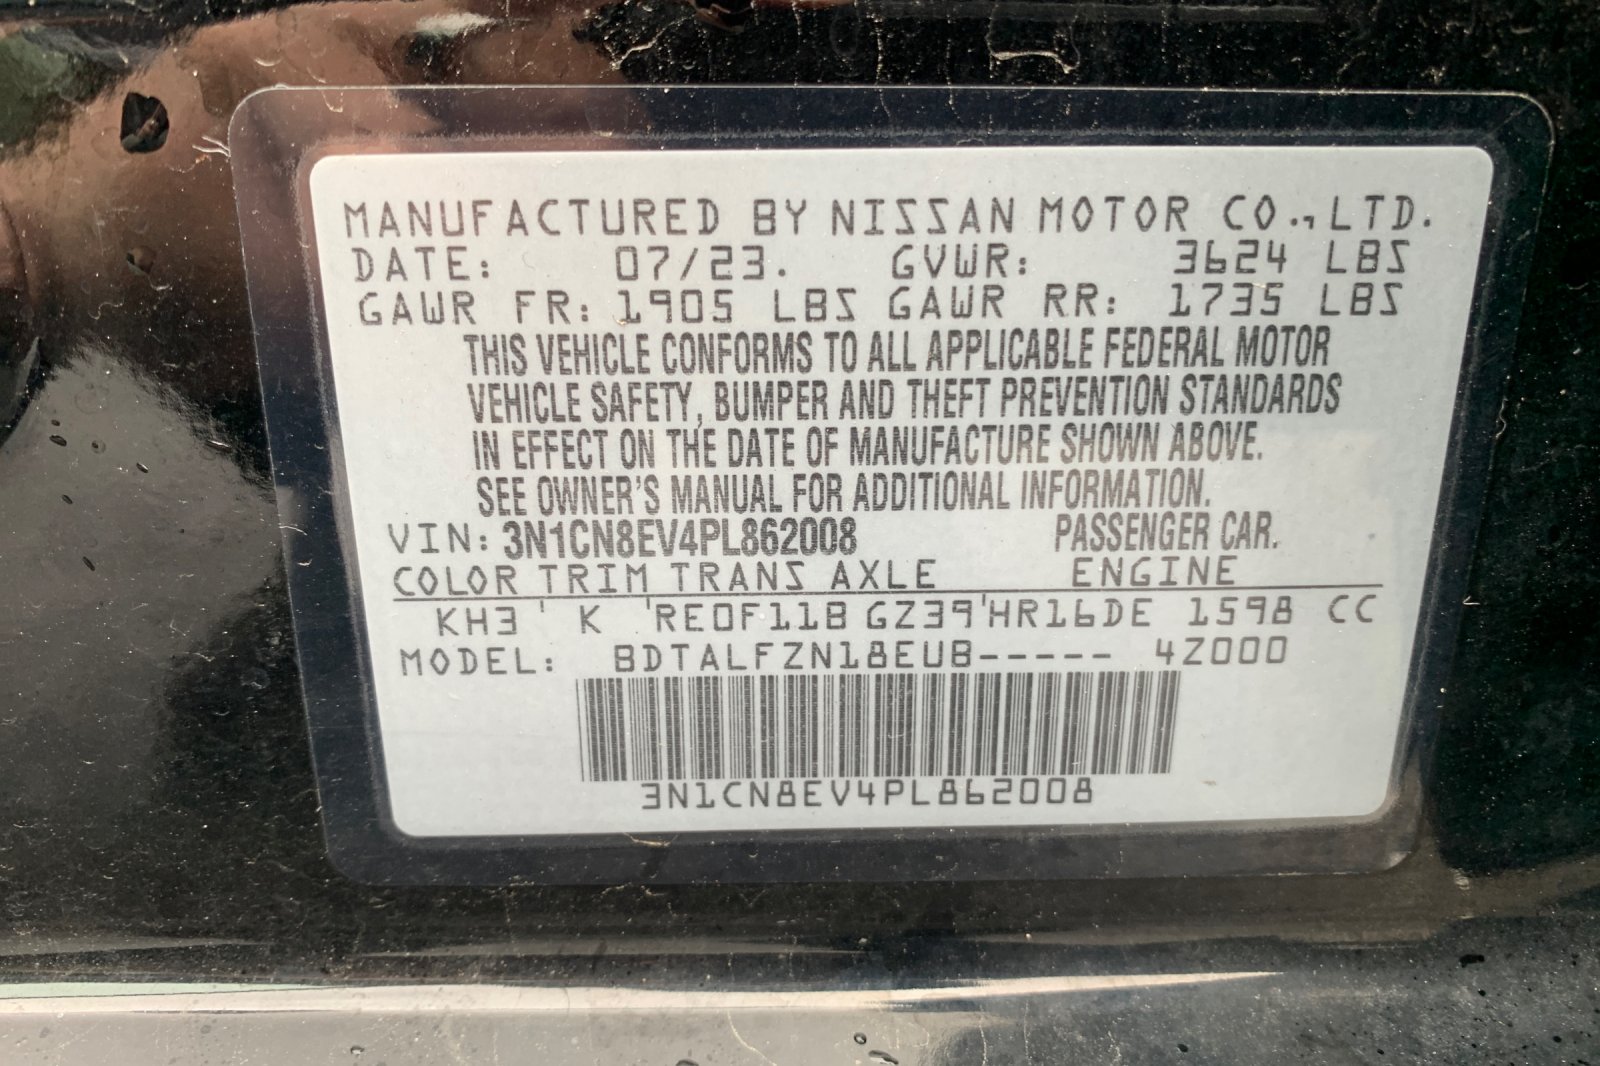 MANUFACTURED BY NISSAN MOTOR CO., LTD.
DATE: 07/23. GVWR: 3624 LBS
GAWR FR: 1905 LBS GAWR RR: 1735 LBS
THIS VEHICLE CONFORMS TO ALL APPLICABLE FEDERAL MOTOR
VEHICLE SAFETY, BUMPER AND THEFT PREVENTION STANDARDS
IN EFFECT ON THE DATE OF MANUFACTURE SHOWN ABOVE.
SEE OWNER'S MANUAL FOR ADDITIONAL INFORMATION.
VIN: 3N1CN8EV4PL862008 PASSENGER CAR.
COLOR TRIM TRANS AXLE ENGINE
KH3 ' K 'RE0F11B GZ39'HR16DE 1598 CC
MODEL: BDTALFZN18EUB----- 4Z000
3N1CN8EV4PL862008